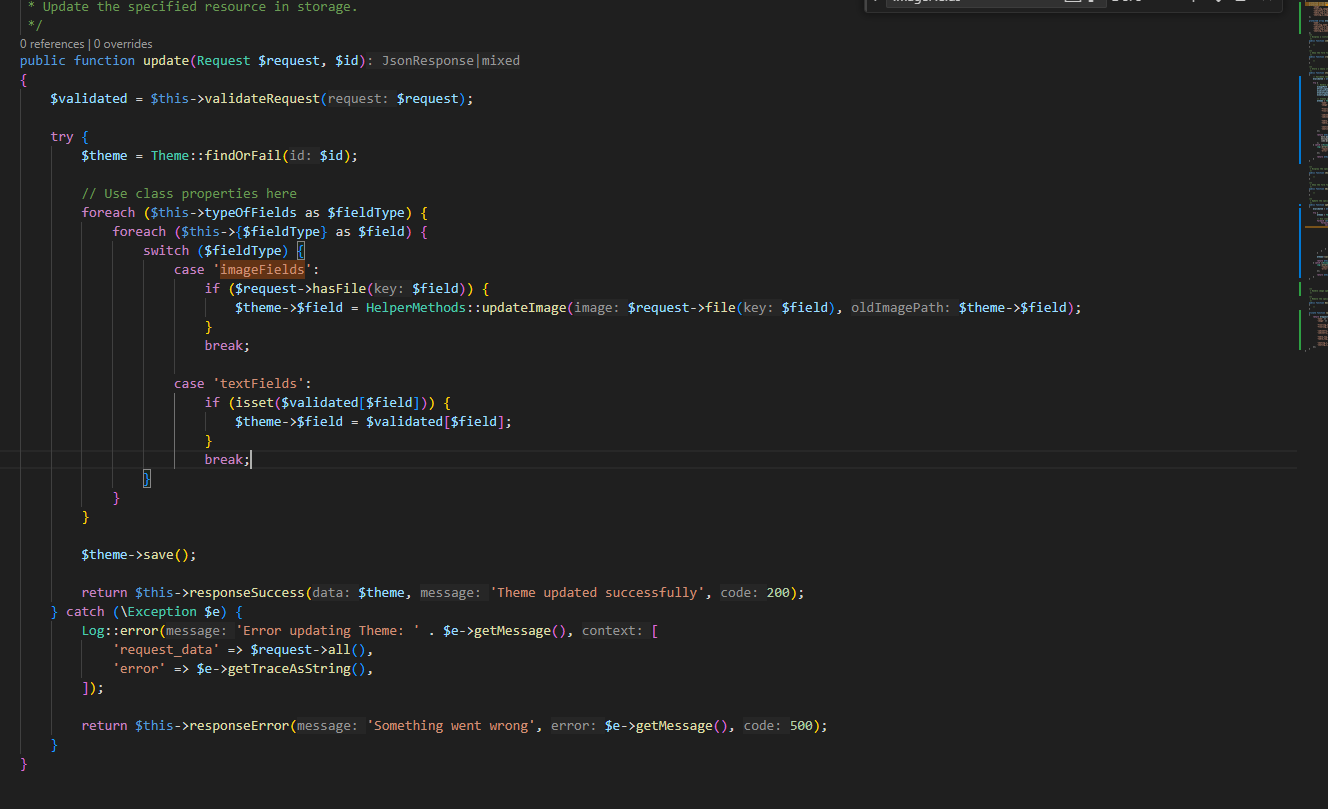 * Update the specified resource in storage.
*/
0 references | 0 overrides
public function update(Request $request, $id): JsonResponse|mixed
{
$validated = $this->validateRequest(request: $request);
try {
$theme = Theme::findOrFail(id: $id);
// Use class properties here
foreach ($this->typeOfFields as $fieldType) {
foreach ($this->{$fieldType} as $field) {
switch ($fieldType) {
case 'imageFields':
if ($request->hasFile(key: $field)) {
$theme->$field = HelperMethods::updateImage(image: $request->file(key: $field), oldImagePath: $theme->$field);
}
break;
case 'textFields':
if (isset($validated[$field])) {
$theme->$field = $validated[$field];
}
break;
}
}
}
$theme->save();
return $this->responseSuccess(data: $theme, message: 'Theme updated successfully', code: 200);
} catch (\Exception $e) {
Log::error(message: 'Error updating Theme: ' . $e->getMessage(), context: [
'request_data' => $request->all(),
'error' => $e->getTraceAsString(),
]);
return $this->responseError(message: 'Something went wrong', error: $e->getMessage(), code: 500);
}
}